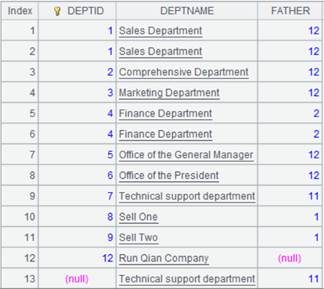 Index DEPTID DEPTNAME FATHER
1 1 Sales Department 12
2 1 Sales Department 12
3 2 Comprehensive Department 12
4 3 Marketing Department 12
5 4 Finance Department 2
6 4 Finance Department 2
7 5 Office of the General Manager 12
8 6 Office of the President 12
9 7 Technical support department 11
10 8 Sell One 1
11 9 Sell Two 1
12 12 Run Qian Company (null)
13 (null) Technical support department 11